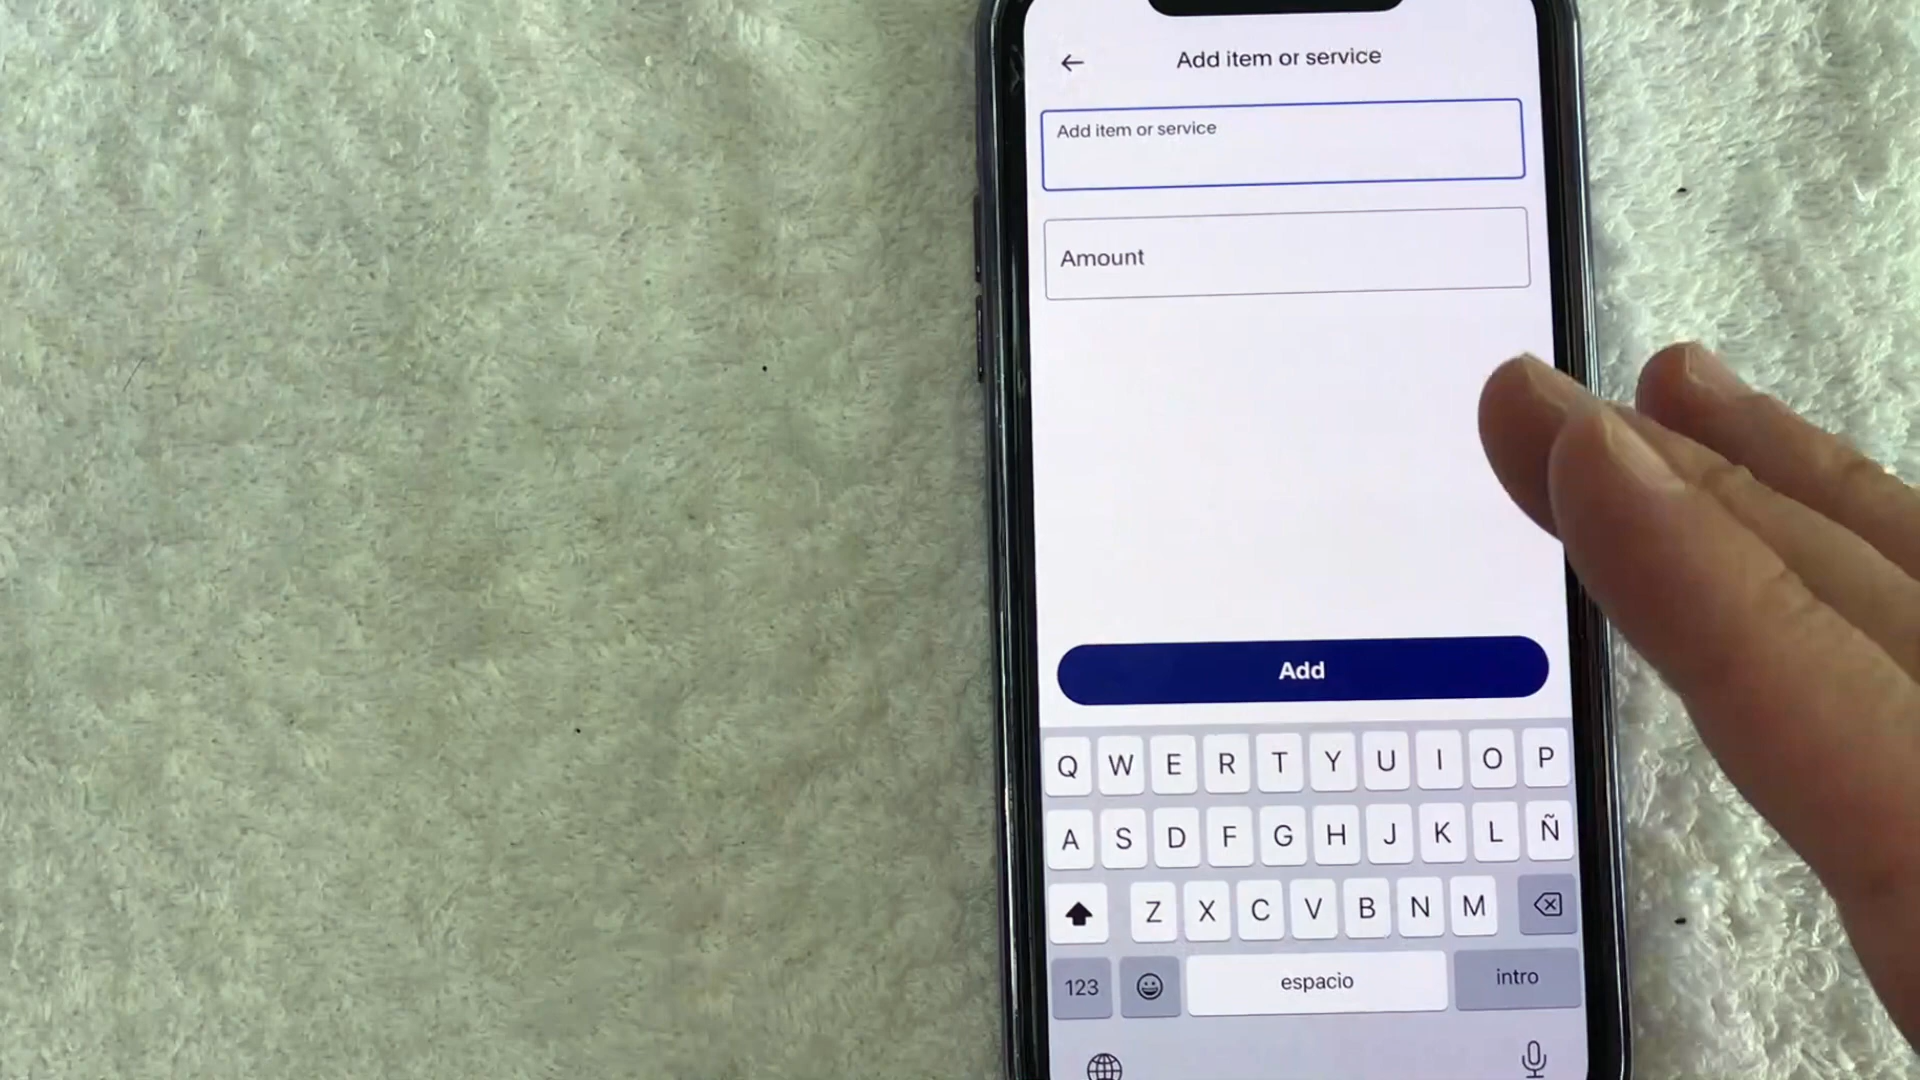 Add item or service
Add item or service
Amount
Add
Q W E R T Y U I O P
A S D F G H J K L Ñ
Z X C V B N M
123 espacio intro